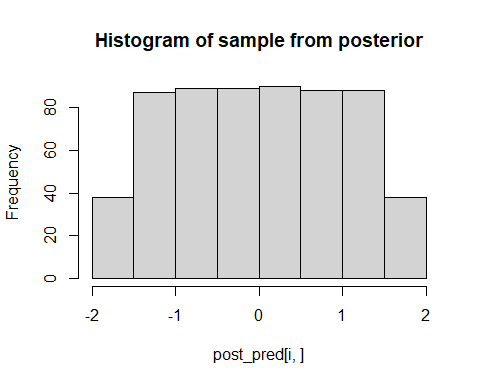 Histogram of sample from posterior
Frequency
80
60
40
20
0
-2 -1 0 1 2
post_pred[i, ]